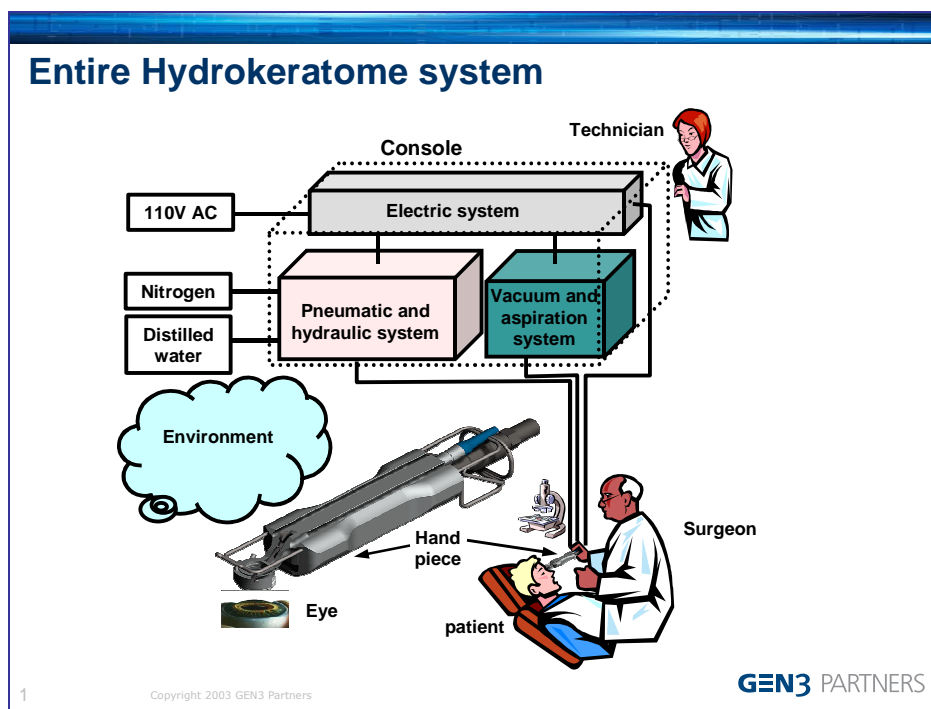 Entire Hydrokeratome system
Technician
Console
110V AC
Electric system
Nitrogen
Distilled
water
Pneumatic and
hydraulic system
Vacuum and
aspiration
system
Environment
Hand
piece
Surgeon
Eye
patient
1
Copyright 2003 GEN3 Partners
GEN3 PARTNERS